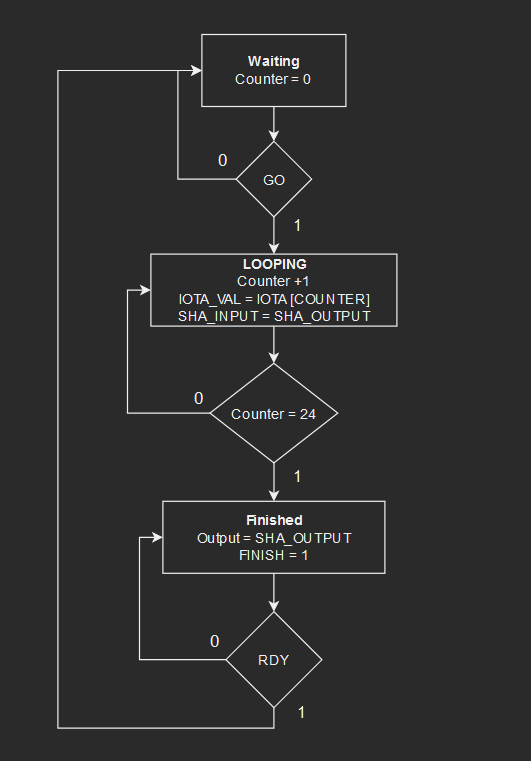 Waiting
Counter = 0
0
GO
1
LOOPING
Counter +1
IOTA_VAL = IOTA[COUNTER]
SHA_INPUT = SHA_OUTPUT
0
Counter = 24
1
Finished
Output = SHA_OUTPUT
FINISH = 1
0
RDY
1